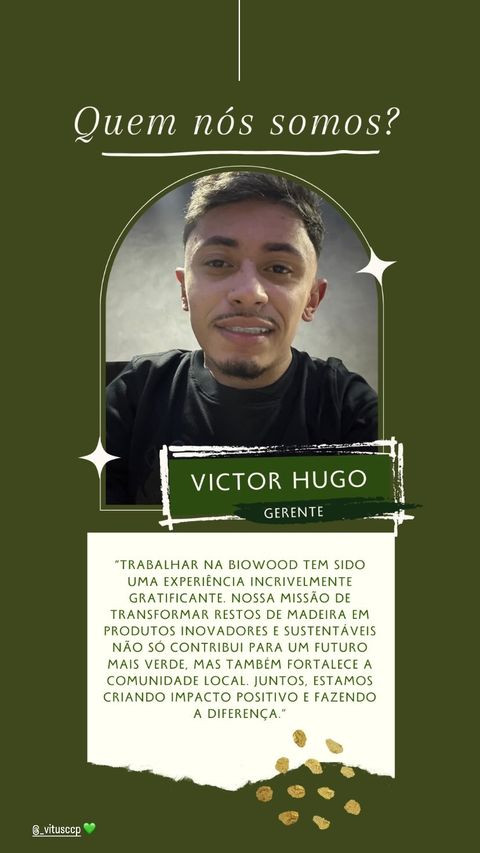 Quem nós somos?
VICTOR HUGO
GERENTE
"TRABALHAR NA BIOWOOD TEM SIDO
UMA EXPERIÊNCIA INCRIVELMENTE
GRATIFICANTE. NOSSA MISSÃO DE
TRANSFORMAR RESTOS DE MADEIRA EM
PRODUTOS INOVADORES E SUSTENTÁVEIS
NÃO SÓ CONTRIBUI PARA UM FUTURO
MAIS VERDE, MAS TAMBÉM FORTALECE A
COMUNIDADE LOCAL. JUNTOS, ESTAMOS
CRIANDO IMPACTO POSITIVO E FAZENDO
A DIFERENÇA."
@_vitusccp💚